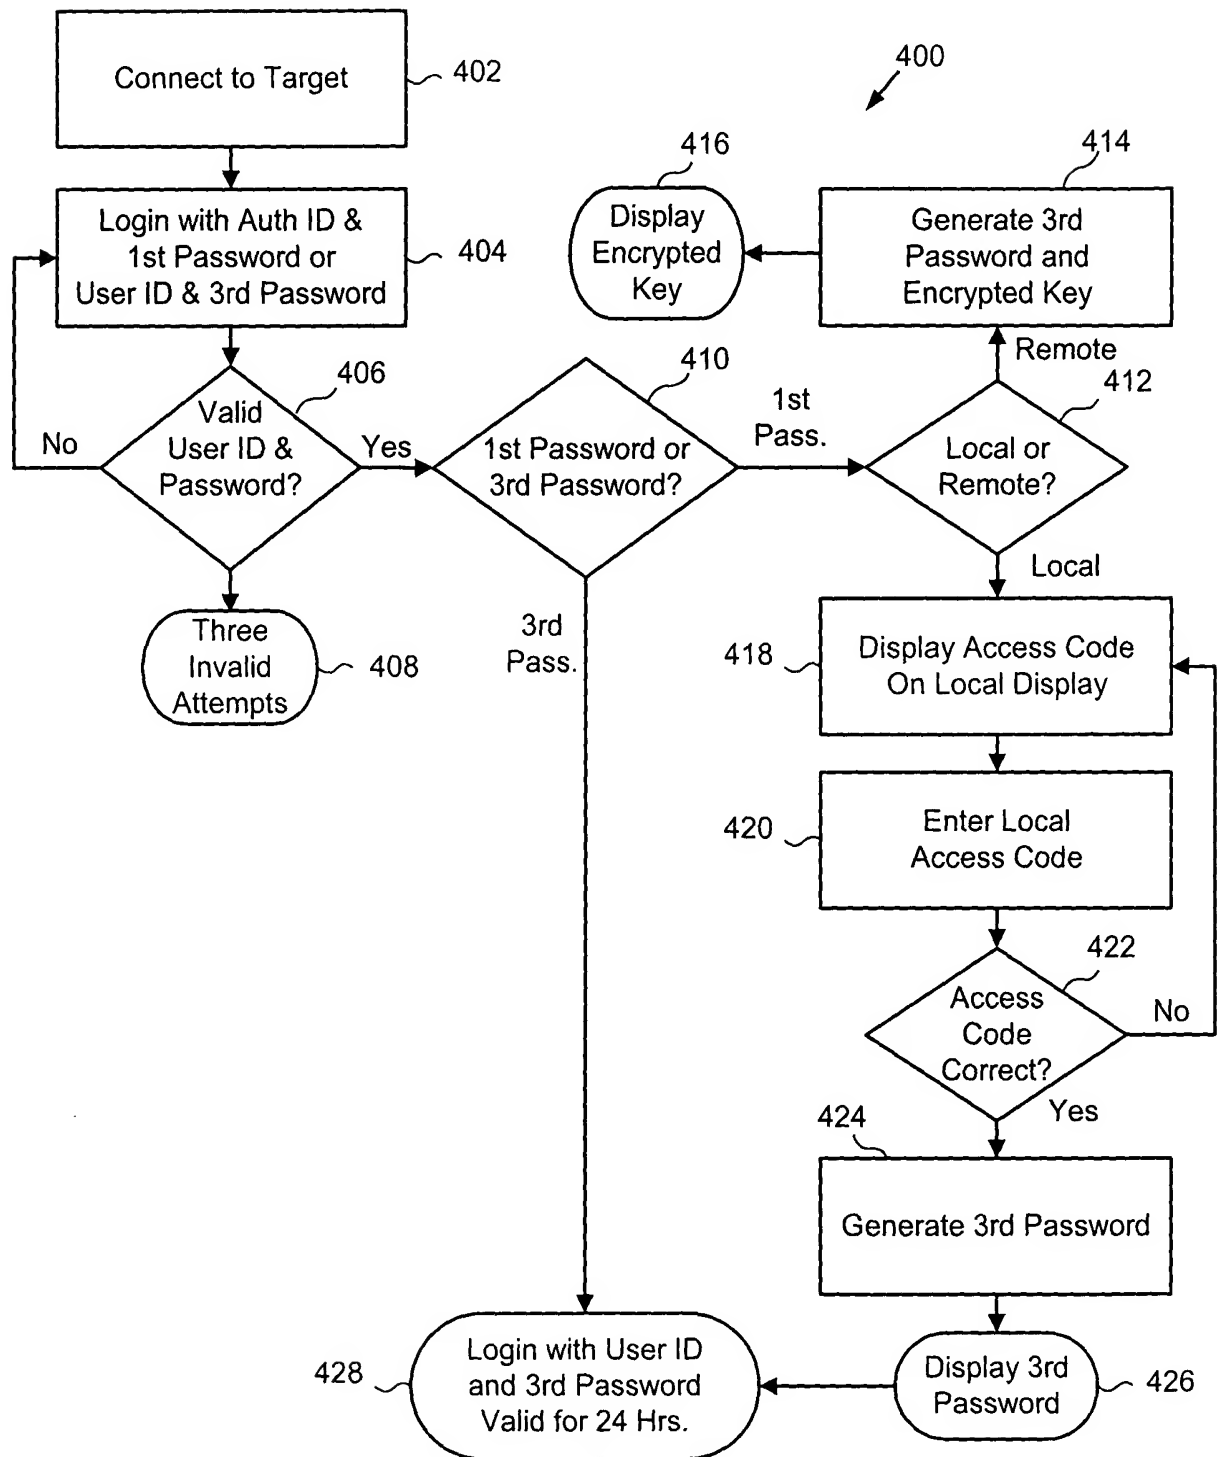 400
Connect to Target
402
Login with Auth ID &
1st Password or
User ID & 3rd Password
404
Valid
User ID &
Password?
406
No
Yes
Three
Invalid
Attempts
408
1st Password or
3rd Password?
410
1st
Pass.
3rd
Pass.
Local or
Remote?
412
Remote
Local
Generate 3rd
Password and
Encrypted Key
414
Display
Encrypted
Key
416
Display Access Code
On Local Display
418
Enter Local
Access Code
420
Access
Code
Correct?
422
No
Yes
Generate 3rd Password
424
Display 3rd
Password
426
Login with User ID
and 3rd Password
Valid for 24 Hrs.
428